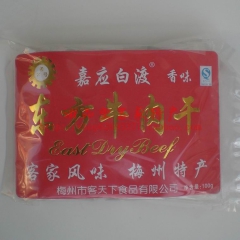 嘉应白渡 香味
东方牛肉干
East Dry Beef
客家风味 梅州特产
梅州市客天下食品有限公司